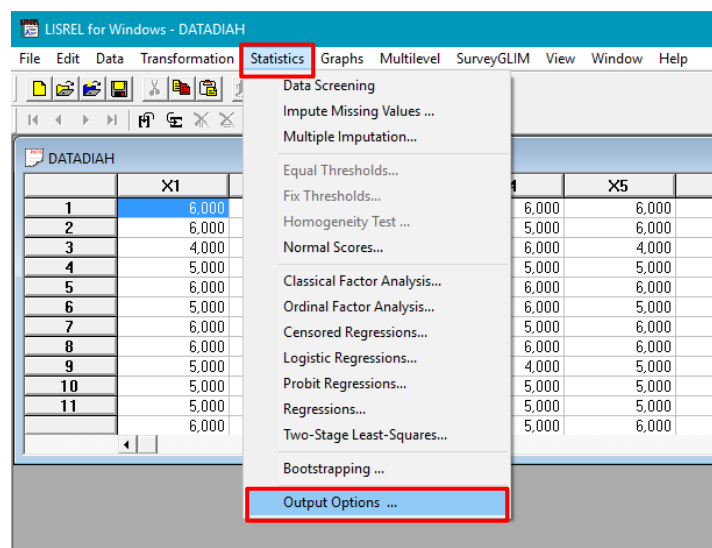 LISREL for Windows - DATADIAH
File Edit Data Transformation Statistics Graphs Multilevel SurveyGLIM View Window Help
Data Screening
Impute Missing Values ...
Multiple Imputation...
Equal Thresholds...
Fix Thresholds...
Homogeneity Test ...
Normal Scores...
Classical Factor Analysis...
Ordinal Factor Analysis...
Censored Regressions...
Logistic Regressions...
Probit Regressions...
Regressions...
Two-Stage Least-Squares...
Bootstrapping ...
Output Options ...
DATADIAH
X1 X5
1 6,000 6,000 6,000
2 6,000 5,000 6,000
3 4,000 6,000 4,000
4 5,000 5,000 5,000
5 6,000 6,000 6,000
6 5,000 6,000 5,000
7 6,000 5,000 6,000
8 6,000 6,000 6,000
9 5,000 4,000 5,000
10 5,000 5,000 5,000
11 5,000 5,000 5,000
6,000 5,000 6,000